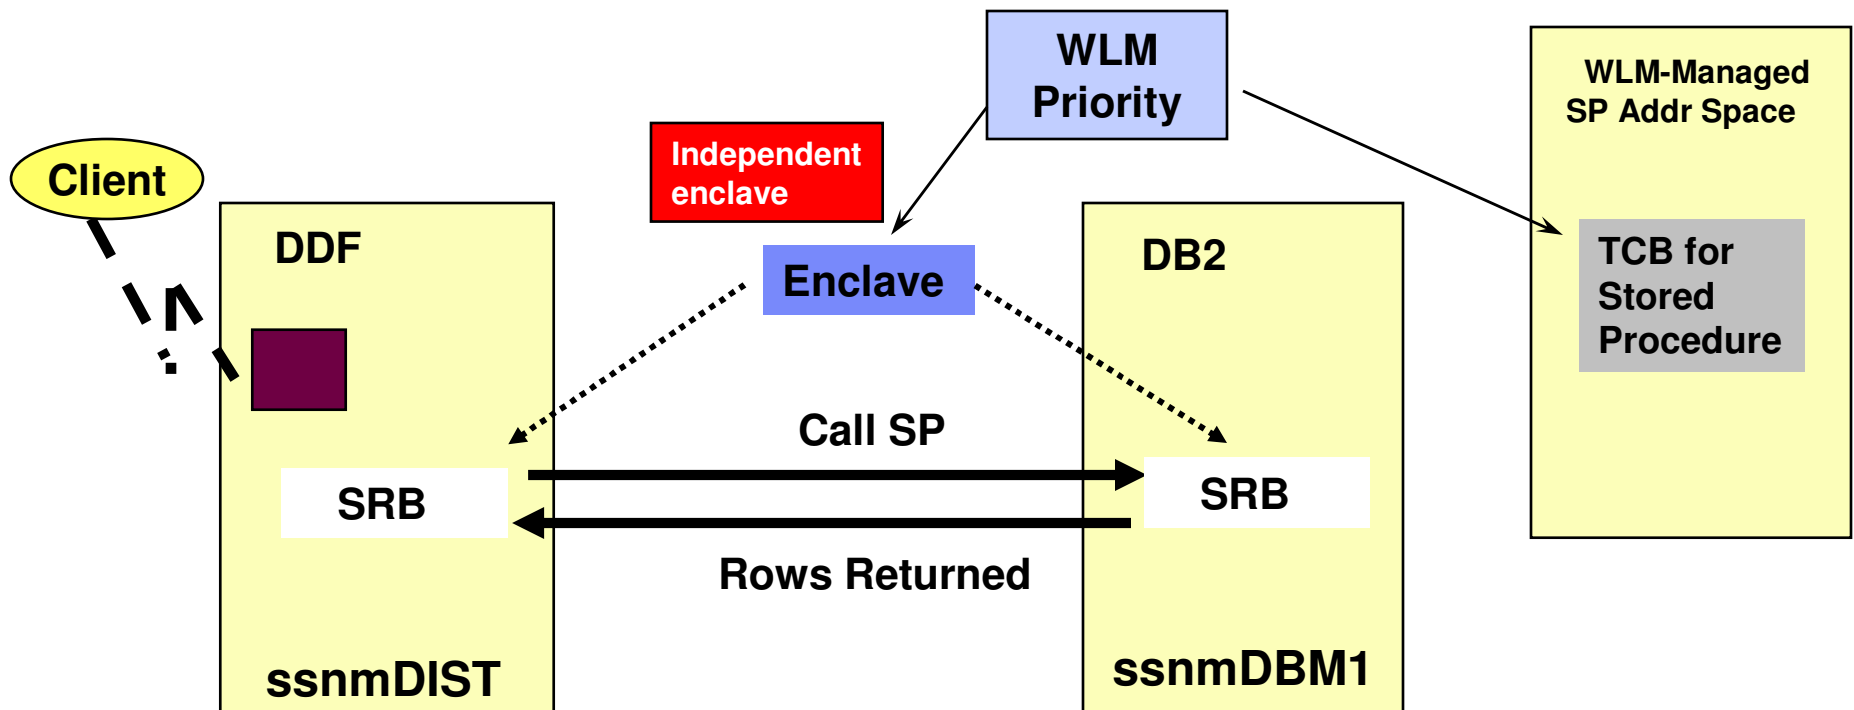 WLM
Priority
WLM-Managed
SP Addr Space
Independent
enclave
Client
DDF
Enclave
DB2
TCB for
Stored
Procedure
Call SP
SRB
SRB
Rows Returned
ssnmDIST
ssnmDBM1